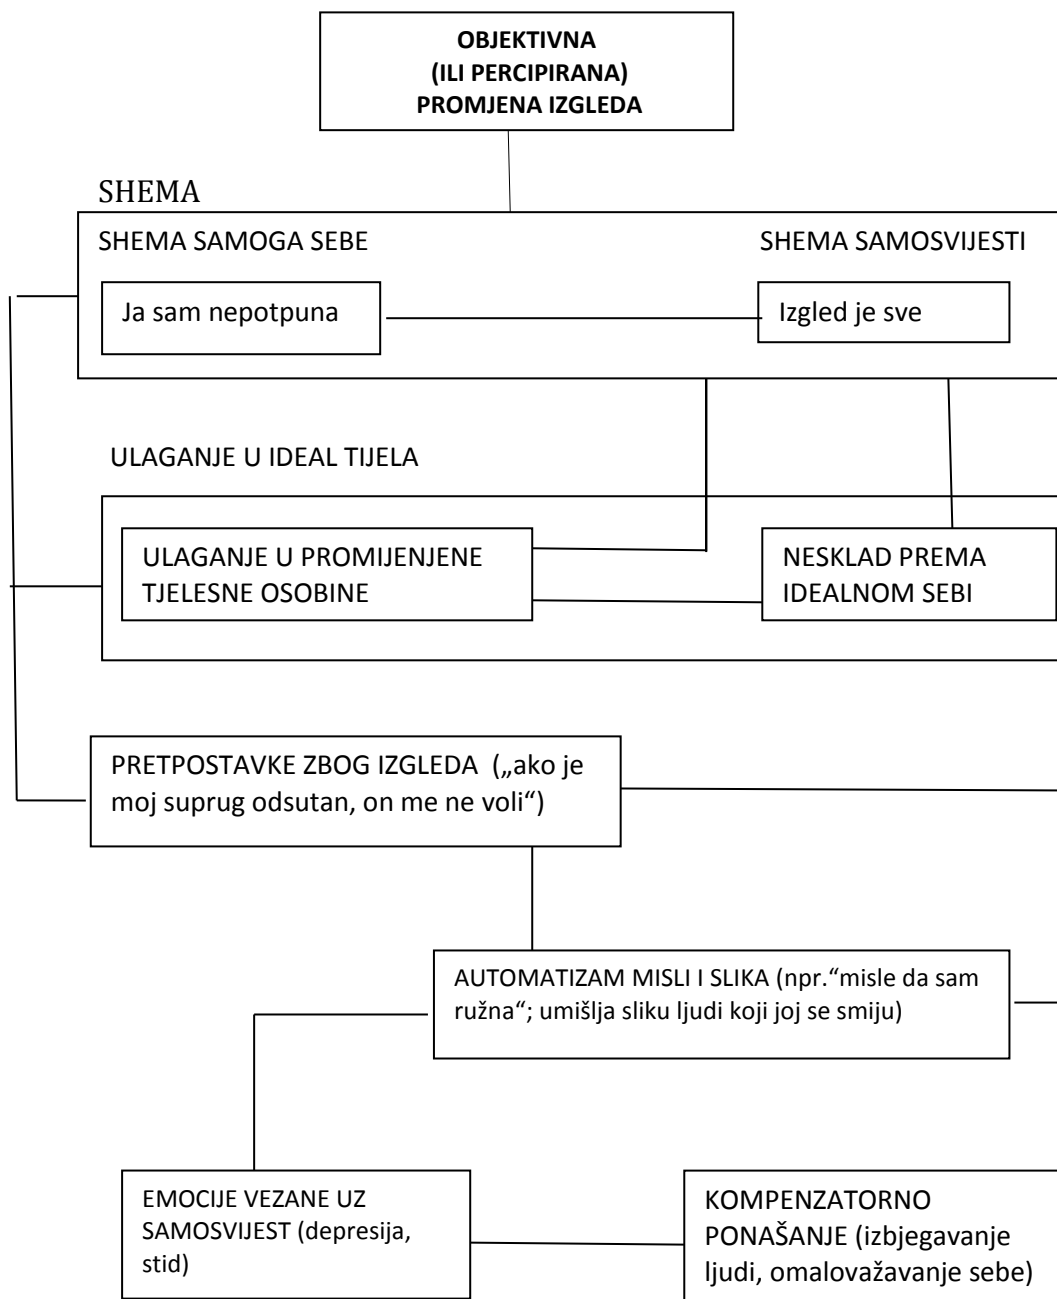 OBJEKTIVNA
(ILI PERCIPIRANA)
PROMJENA IZGLEDA
SHEMA
SHEMA SAMOGA SEBE
SHEMA SAMOSVIJESTI
Ja sam nepotpuna
Izgled je sve
ULAGANJE U IDEAL TIJELA
ULAGANJE U PROMIJENJENE
TJELESNE OSOBINE
NESKLAD PREMA
IDEALNOM SEBI
PRETPOSTAVKE ZBOG IZGLEDA („ako je
moj suprug odsutan, on me ne voli“)
AUTOMATIZAM MISLI I SLIKA (npr.“misle da sam
ružna“; umišlja sliku ljudi koji joj se smiju)
EMOCIJE VEZANE UZ
SAMOSVIJEST (depresija,
stid)
KOMPENZATORNO
PONAŠANJE (izbjegavanje
ljudi, omalovažavanje sebe)